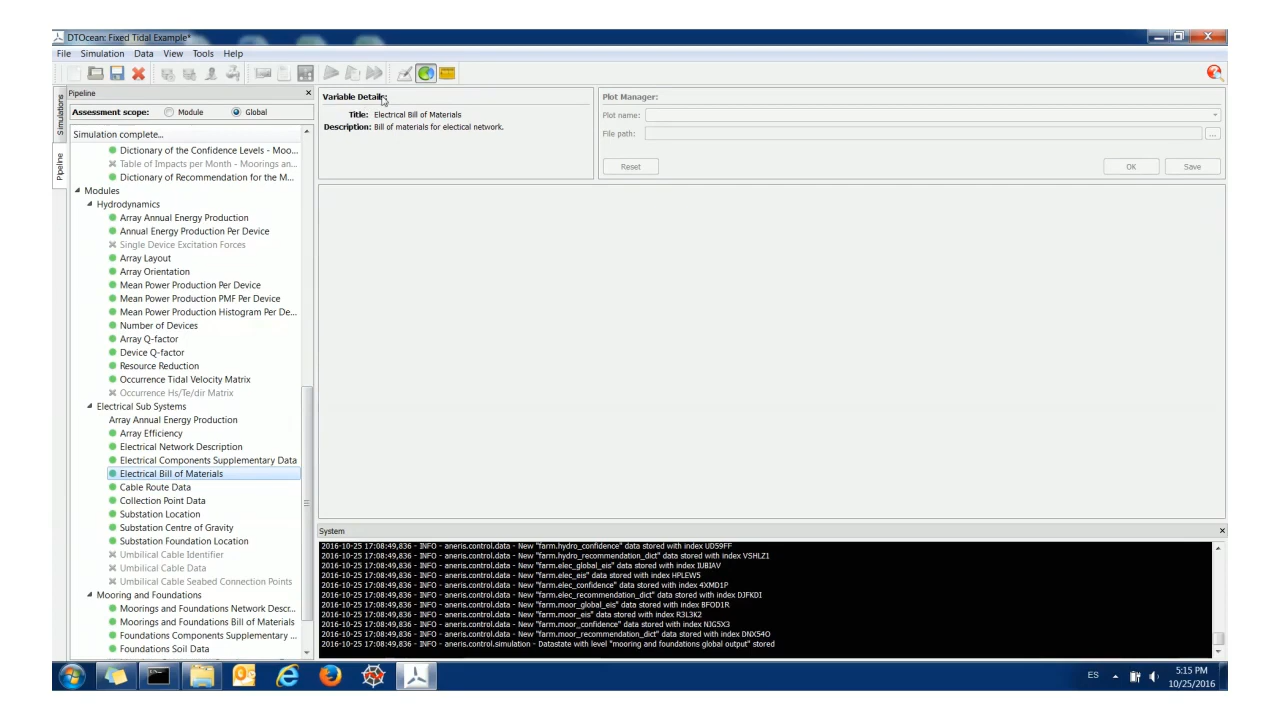 DTOcean: Fixed Tidal Example*
File Simulation Data View Tools Help
Simulations
Pipeline
Pipeline
Assessment scope: Module Global
Simulation complete...
Dictionary of the Confidence Levels - Moo...
Table of Impacts per Month - Moorings an...
Dictionary of Recommendation for the M...
Modules
Hydrodynamics
Array Annual Energy Production
Annual Energy Production Per Device
Single Device Excitation Forces
Array Layout
Array Orientation
Mean Power Production Per Device
Mean Power Production PMF Per Device
Mean Power Production Histogram Per De...
Number of Devices
Array Q-factor
Device Q-factor
Resource Reduction
Occurrence Tidal Velocity Matrix
Occurrence Hs/Te/dir Matrix
Electrical Sub Systems
Array Annual Energy Production
Array Efficiency
Electrical Network Description
Electrical Components Supplementary Data
Electrical Bill of Materials
Cable Route Data
Collection Point Data
Substation Location
Substation Centre of Gravity
Substation Foundation Location
Umbilical Cable Identifier
Umbilical Cable Data
Umbilical Cable Seabed Connection Points
Mooring and Foundations
Moorings and Foundations Network Descr...
Moorings and Foundations Bill of Materials
Foundations Components Supplementary ...
Foundations Soil Data
Variable Details:
Title: Electrical Bill of Materials
Description: Bill of materials for electical network.
Plot Manager:
Plot name:
File path: ...
Reset OK Save
System
2016-10-25 17:08:49,836 - INFO - aneris.control.data - New "farm.hydro_confidence" data stored with index UD59FF
2016-10-25 17:08:49,836 - INFO - aneris.control.data - New "farm.hydro_recommendation_dict" data stored with index VSHLZ1
2016-10-25 17:08:49,836 - INFO - aneris.control.data - New "farm.elec_global_eis" data stored with index IUBIAV
2016-10-25 17:08:49,836 - INFO - aneris.control.data - New "farm.elec_eis" data stored with index HPLEW5
2016-10-25 17:08:49,836 - INFO - aneris.control.data - New "farm.elec_confidence" data stored with index 4XMD1P
2016-10-25 17:08:49,836 - INFO - aneris.control.data - New "farm.elec_recommendation_dict" data stored with index DJFKDI
2016-10-25 17:08:49,836 - INFO - aneris.control.data - New "farm.moor_global_eis" data stored with index BFOD1R
2016-10-25 17:08:49,836 - INFO - aneris.control.data - New "farm.moor_eis" data stored with index R3L3K2
2016-10-25 17:08:49,836 - INFO - aneris.control.data - New "farm.moor_confidence" data stored with index NJG5X3
2016-10-25 17:08:49,836 - INFO - aneris.control.data - New "farm.moor_recommendation_dict" data stored with index DNX54O
2016-10-25 17:08:49,836 - INFO - aneris.control.simulation - Datastate with level "mooring and foundations global output" stored
ES
5:15 PM
10/25/2016